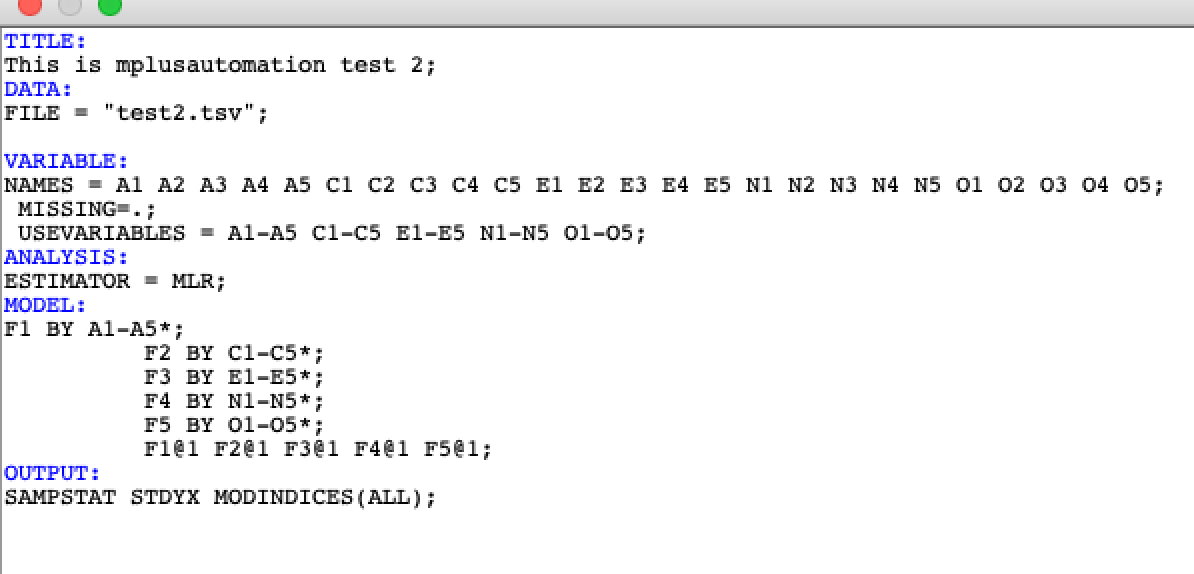 TITLE:
This is mplusautomation test 2;
DATA:
FILE = "test2.tsv";
VARIABLE:
NAMES = A1 A2 A3 A4 A5 C1 C2 C3 C4 C5 E1 E2 E3 E4 E5 N1 N2 N3 N4 N5 O1 O2 O3 O4 O5;
MISSING=.;
USEVARIABLES = A1-A5 C1-C5 E1-E5 N1-N5 O1-O5;
ANALYSIS:
ESTIMATOR = MLR;
MODEL:
F1 BY A1-A5*;
F2 BY C1-C5*;
F3 BY E1-E5*;
F4 BY N1-N5*;
F5 BY O1-O5*;
F1@1 F2@1 F3@1 F4@1 F5@1;
OUTPUT:
SAMPSTAT STDYX MODINDICES(ALL);